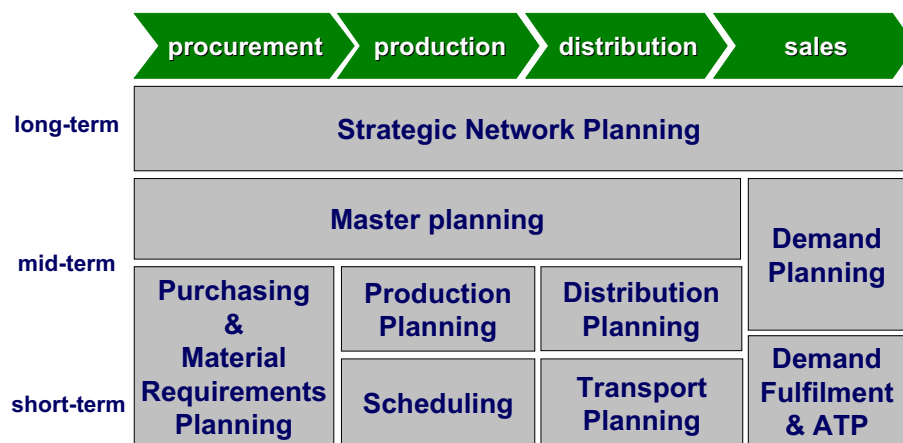 procurement
production
distribution
sales
long-term
Strategic Network Planning
mid-term
Master planning
Demand
Planning
Purchasing
&
Material
Requirements
Planning
Production
Planning
Distribution
Planning
short-term
Scheduling
Transport
Planning
Demand
Fulfilment
& ATP